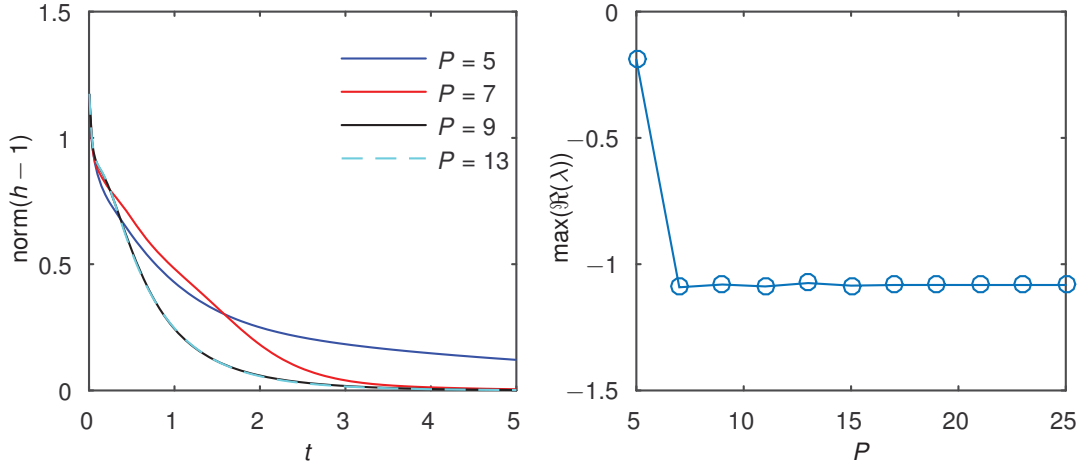 norm(h − 1)
1.5
1
0.5
0
P = 5
P = 7
P = 9
P = 13
0 1 2 3 4 5
t
max(ℜ(λ))
0
−0.5
−1
−1.5
5 10 15 20 25
P